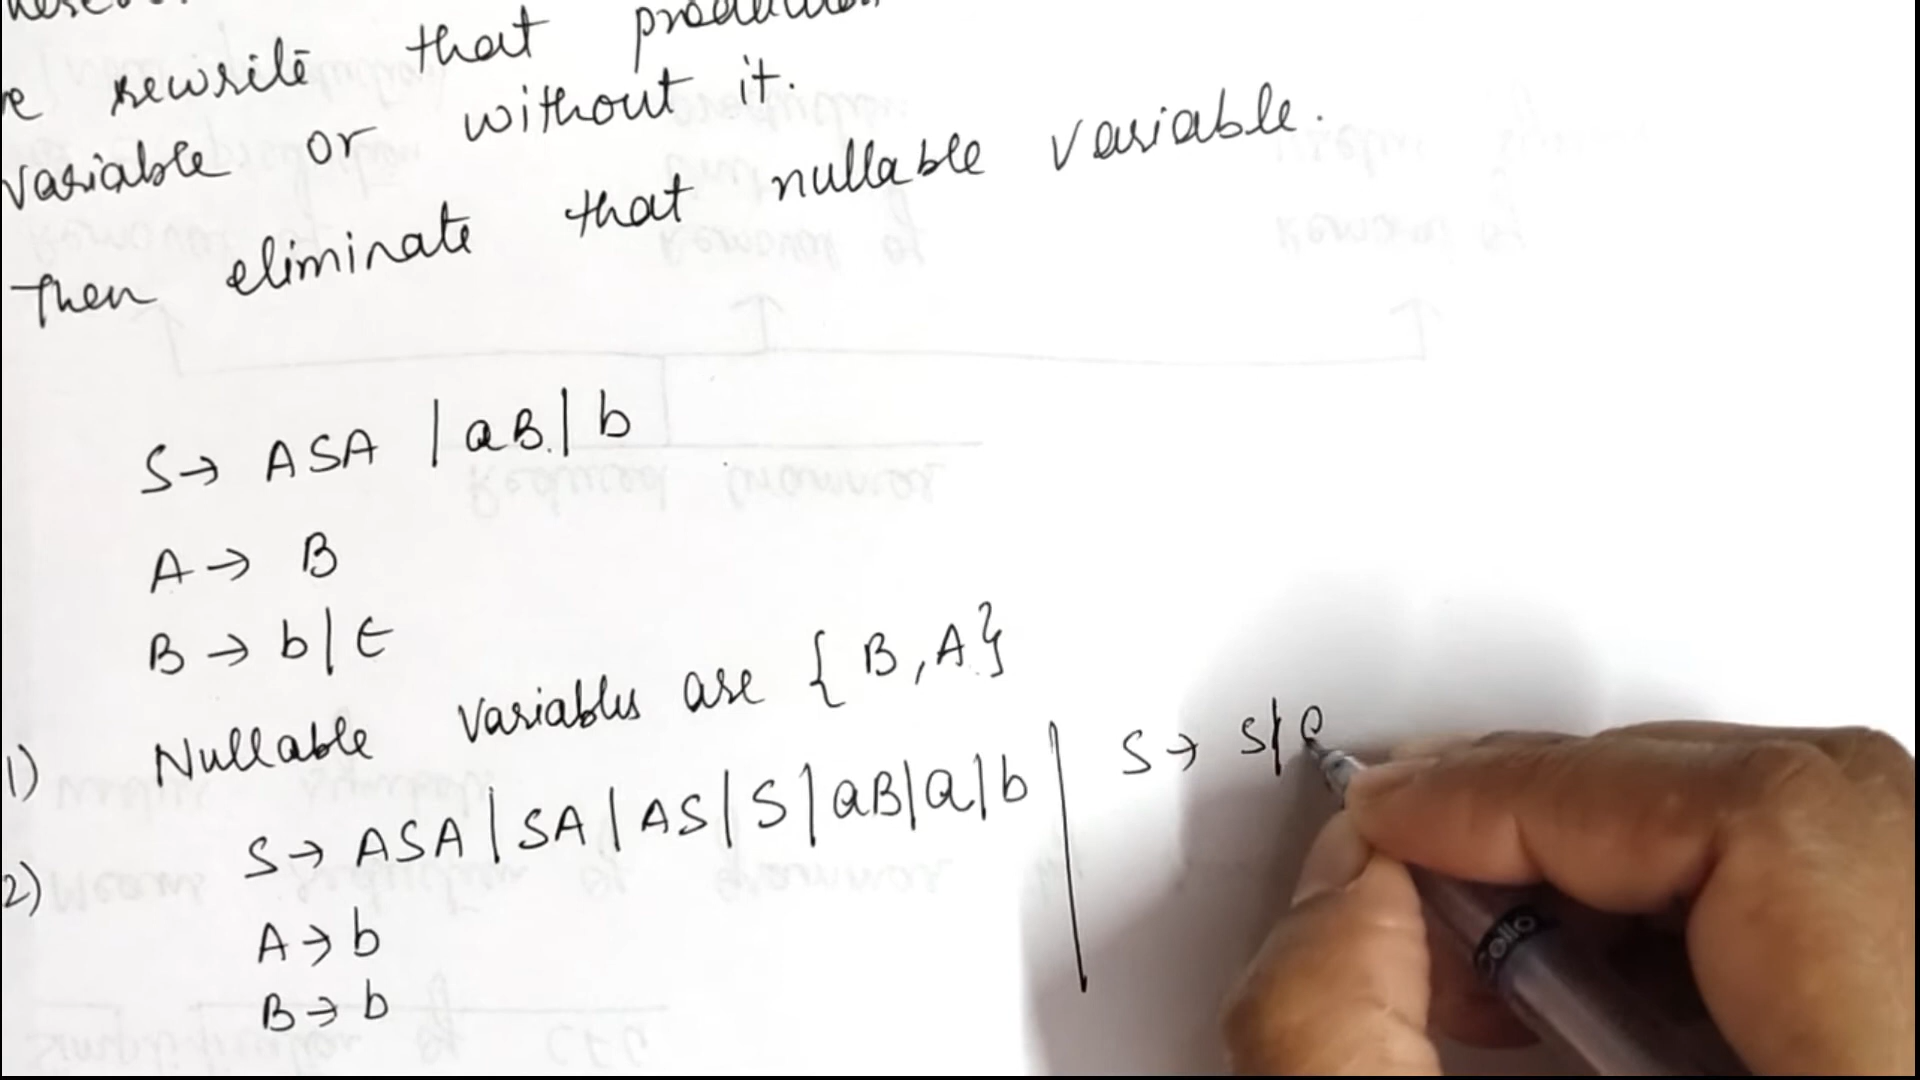 rewrite that
variable or without it.
Then eliminate that nullable variable.
S → ASA | aB | b
A → B
B → b | ε
1) Nullable variables are { B, A }
2) S → ASA | SA | AS | S | aB | a | b
S → S |
A → b
B → b
cello